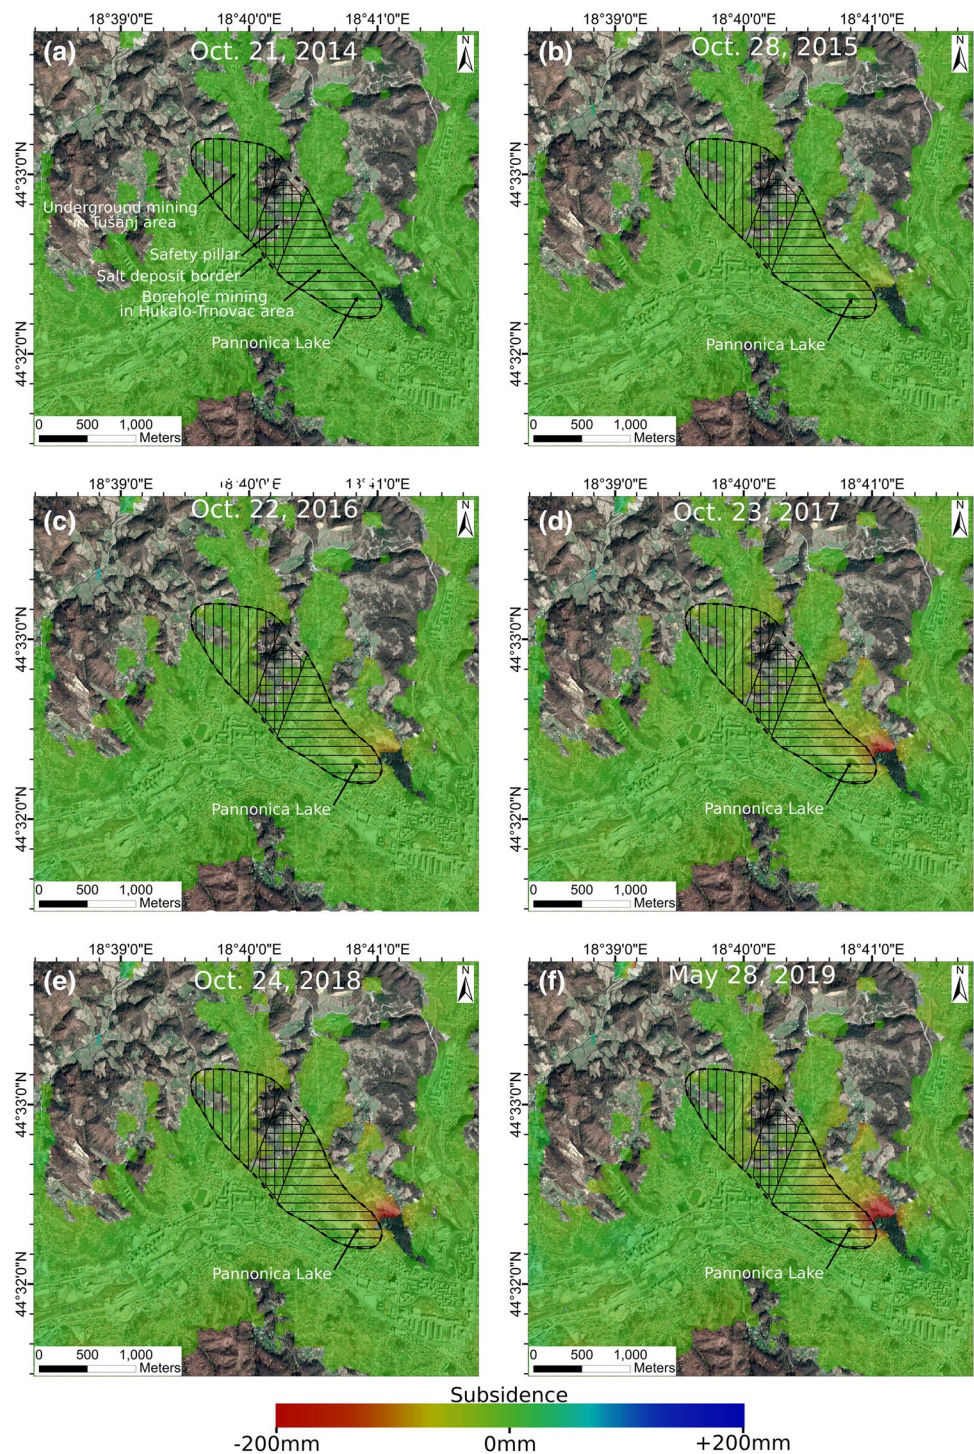 18°39'0"E 18°40'0"E 18°41'0"E
(a) Oct. 21, 2014
N
44°33'0"N
44°32'0"N
Underground mining
in Tušanj area
Safety pillar
Salt deposit border
Borehole mining
in Hukalo-Trnovac area
Pannonica Lake
0 500 1,000
Meters
18°39'0"E 18°40'0"E 18°41'0"E
(b) Oct. 28, 2015
N
44°33'0"N
44°32'0"N
Pannonica Lake
0 500 1,000
Meters
18°39'0"E 18°40'0"E
(c) Oct. 22, 2016
N
44°33'0"N
44°32'0"N
Pannonica Lake
0 500 1,000
Meters
18°39'0"E 18°40'0"E 18°41'0"E
(d) Oct. 23, 2017
N
44°33'0"N
44°32'0"N
Pannonica Lake
0 500 1,000
Meters
18°39'0"E 18°40'0"E 18°41'0"E
(e) Oct. 24, 2018
N
44°33'0"N
44°32'0"N
Pannonica Lake
0 500 1,000
Meters
18°39'0"E 18°40'0"E 18°41'0"E
(f) May 28, 2019
N
44°33'0"N
44°32'0"N
Pannonica Lake
0 500 1,000
Meters
Subsidence
-200mm 0mm +200mm